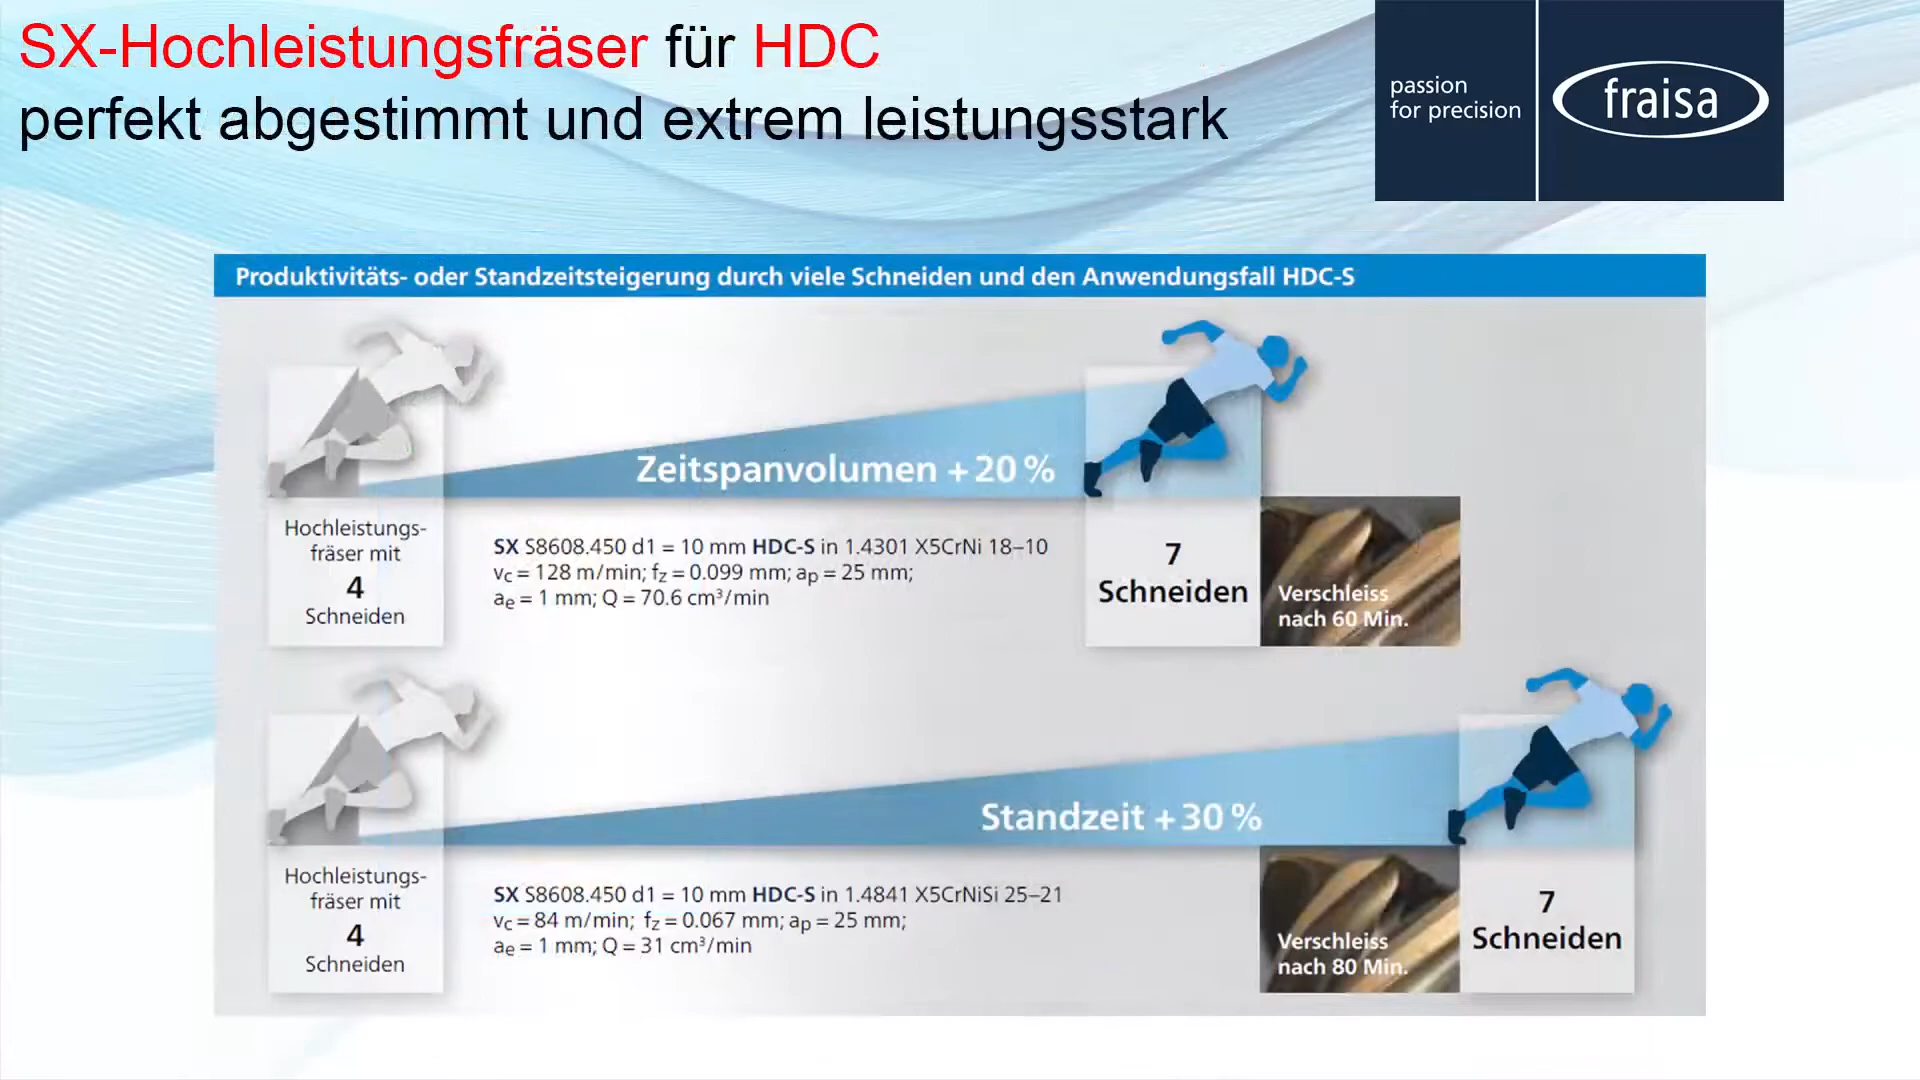 SX-Hochleistungsfräser für HDC
perfekt abgestimmt und extrem leistungsstark
passion
for precision
fraisa
Produktivitäts- oder Standzeitsteigerung durch viele Schneiden und den Anwendungsfall HDC-S
Zeitspanvolumen + 20 %
Hochleistungs-
fräser mit
4
Schneiden
SX S8608.450 d1 = 10 mm HDC-S in 1.4301 X5CrNi 18–10
vc = 128 m/min; fz = 0.099 mm; ap = 25 mm;
ae = 1 mm; Q = 70.6 cm³/min
7
Schneiden
Verschleiss
nach 60 Min.
Standzeit + 30 %
Hochleistungs-
fräser mit
4
Schneiden
SX S8608.450 d1 = 10 mm HDC-S in 1.4841 X5CrNiSi 25–21
vc = 84 m/min; fz = 0.067 mm; ap = 25 mm;
ae = 1 mm; Q = 31 cm³/min
Verschleiss
nach 80 Min.
7
Schneiden